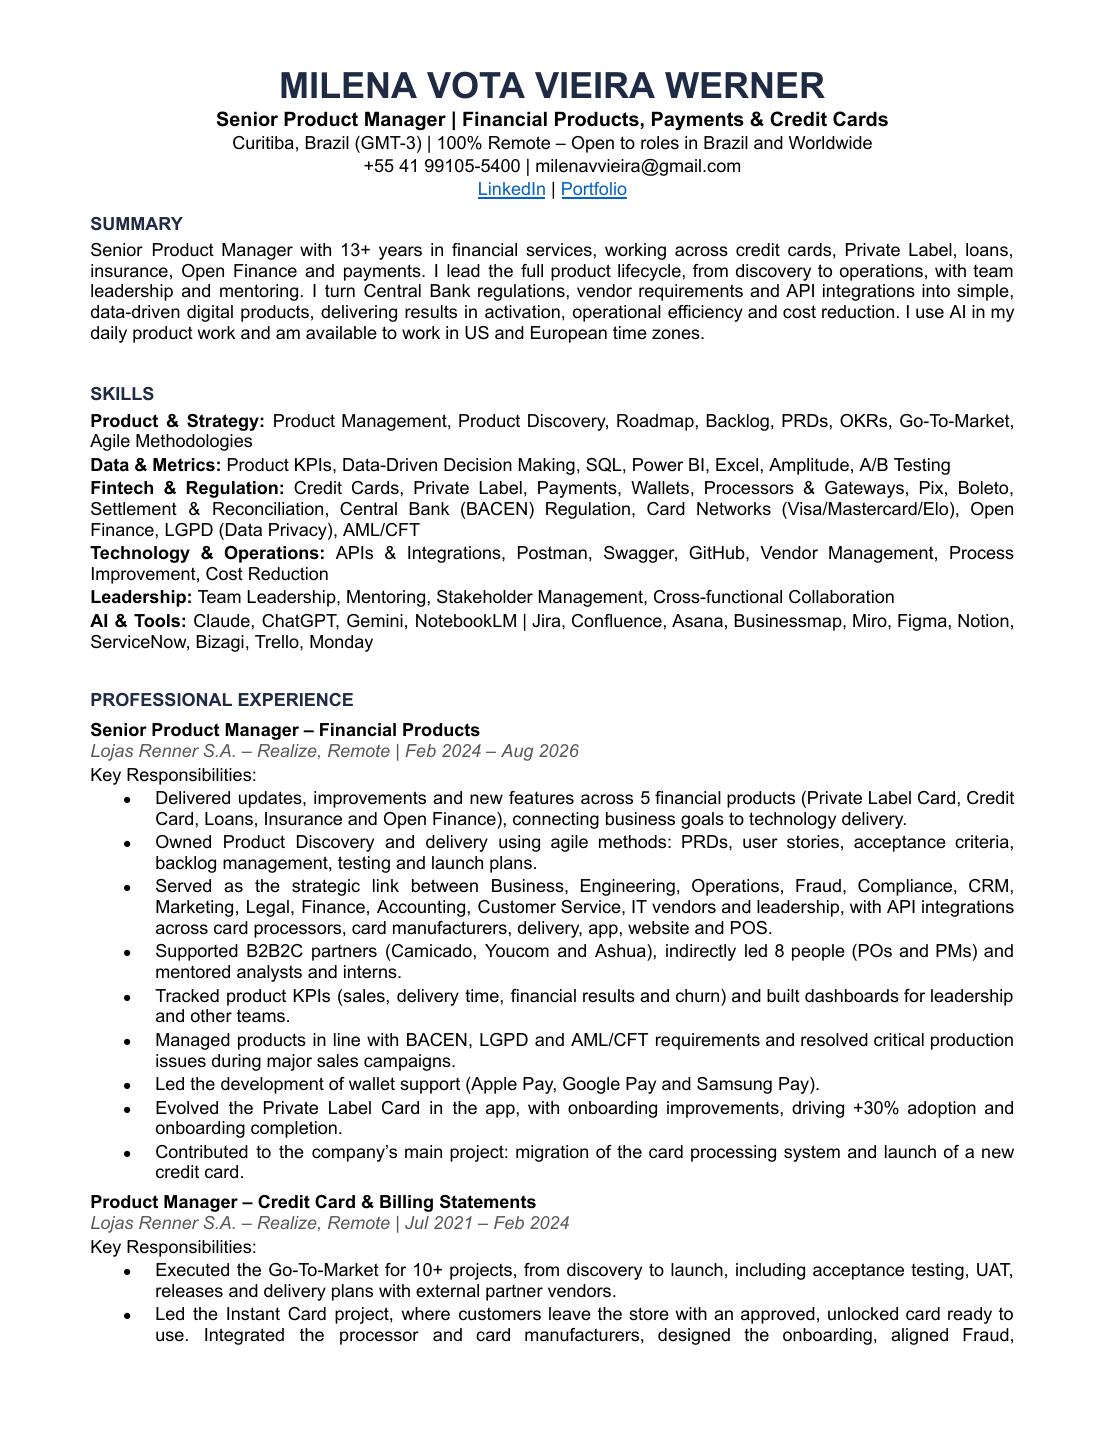 MILENA VOTA VIEIRA WERNER
Senior Product Manager | Financial Products, Payments & Credit Cards
Curitiba, Brazil (GMT-3) | 100% Remote – Open to roles in Brazil and Worldwide
+55 41 99105-5400 | milenavvieira@gmail.com
LinkedIn | Portfolio
SUMMARY
Senior Product Manager with 13+ years in financial services, working across credit cards, Private Label, loans,
insurance, Open Finance and payments. I lead the full product lifecycle, from discovery to operations, with team
leadership and mentoring. I turn Central Bank regulations, vendor requirements and API integrations into simple,
data-driven digital products, delivering results in activation, operational efficiency and cost reduction. I use AI in my
daily product work and am available to work in US and European time zones.
SKILLS
Product & Strategy: Product Management, Product Discovery, Roadmap, Backlog, PRDs, OKRs, Go-To-Market,
Agile Methodologies
Data & Metrics: Product KPIs, Data-Driven Decision Making, SQL, Power BI, Excel, Amplitude, A/B Testing
Fintech & Regulation: Credit Cards, Private Label, Payments, Wallets, Processors & Gateways, Pix, Boleto,
Settlement & Reconciliation, Central Bank (BACEN) Regulation, Card Networks (Visa/Mastercard/Elo), Open
Finance, LGPD (Data Privacy), AML/CFT
Technology & Operations: APIs & Integrations, Postman, Swagger, GitHub, Vendor Management, Process
Improvement, Cost Reduction
Leadership: Team Leadership, Mentoring, Stakeholder Management, Cross-functional Collaboration
AI & Tools: Claude, ChatGPT, Gemini, NotebookLM | Jira, Confluence, Asana, Businessmap, Miro, Figma, Notion,
ServiceNow, Bizagi, Trello, Monday
PROFESSIONAL EXPERIENCE
Senior Product Manager – Financial Products
Lojas Renner S.A. – Realize, Remote | Feb 2024 – Aug 2026
Key Responsibilities:
● Delivered updates, improvements and new features across 5 financial products (Private Label Card, Credit
Card, Loans, Insurance and Open Finance), connecting business goals to technology delivery.
● Owned Product Discovery and delivery using agile methods: PRDs, user stories, acceptance criteria,
backlog management, testing and launch plans.
● Served as the strategic link between Business, Engineering, Operations, Fraud, Compliance, CRM,
Marketing, Legal, Finance, Accounting, Customer Service, IT vendors and leadership, with API integrations
across card processors, card manufacturers, delivery, app, website and POS.
● Supported B2B2C partners (Camicado, Youcom and Ashua), indirectly led 8 people (POs and PMs) and
mentored analysts and interns.
● Tracked product KPIs (sales, delivery time, financial results and churn) and built dashboards for leadership
and other teams.
● Managed products in line with BACEN, LGPD and AML/CFT requirements and resolved critical production
issues during major sales campaigns.
● Led the development of wallet support (Apple Pay, Google Pay and Samsung Pay).
● Evolved the Private Label Card in the app, with onboarding improvements, driving +30% adoption and
onboarding completion.
● Contributed to the company’s main project: migration of the card processing system and launch of a new
credit card.
Product Manager – Credit Card & Billing Statements
Lojas Renner S.A. – Realize, Remote | Jul 2021 – Feb 2024
Key Responsibilities:
● Executed the Go-To-Market for 10+ projects, from discovery to launch, including acceptance testing, UAT,
releases and delivery plans with external partner vendors.
● Led the Instant Card project, where customers leave the store with an approved, unlocked card ready to
use. Integrated the processor and card manufacturers, designed the onboarding, aligned Fraud,